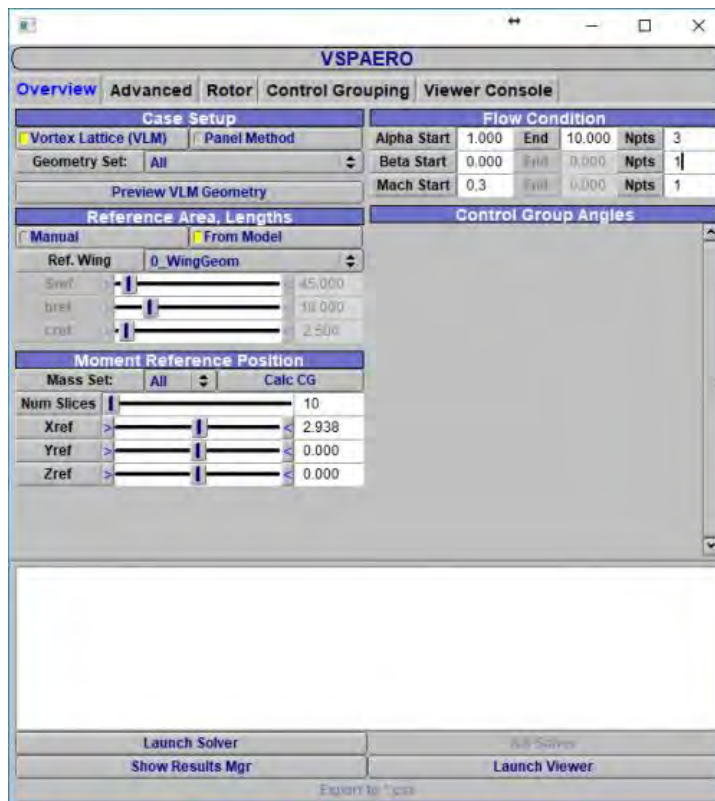 VSPAERO
Overview Advanced Rotor Control Grouping Viewer Console
Case Setup
Vortex Lattice (VLM) Panel Method
Geometry Set: All
Preview VLM Geometry
Reference Area, Lengths
Manual From Model
Ref. Wing 0_WingGeom
Sref 45.000
bref 18.000
cref 2.500
Moment Reference Position
Mass Set: All Calc CG
Num Slices 10
Xref > < 2.938
Yref > < 0.000
Zref > < 0.000
Flow Condition
Alpha Start 1.000 End 10.000 Npts 3
Beta Start 0.000 End 0.000 Npts 1
Mach Start 0.3 End 0.000 Npts 1
Control Group Angles
Launch Solver Kill Solver
Show Results Mgr Launch Viewer
Export to *.csv